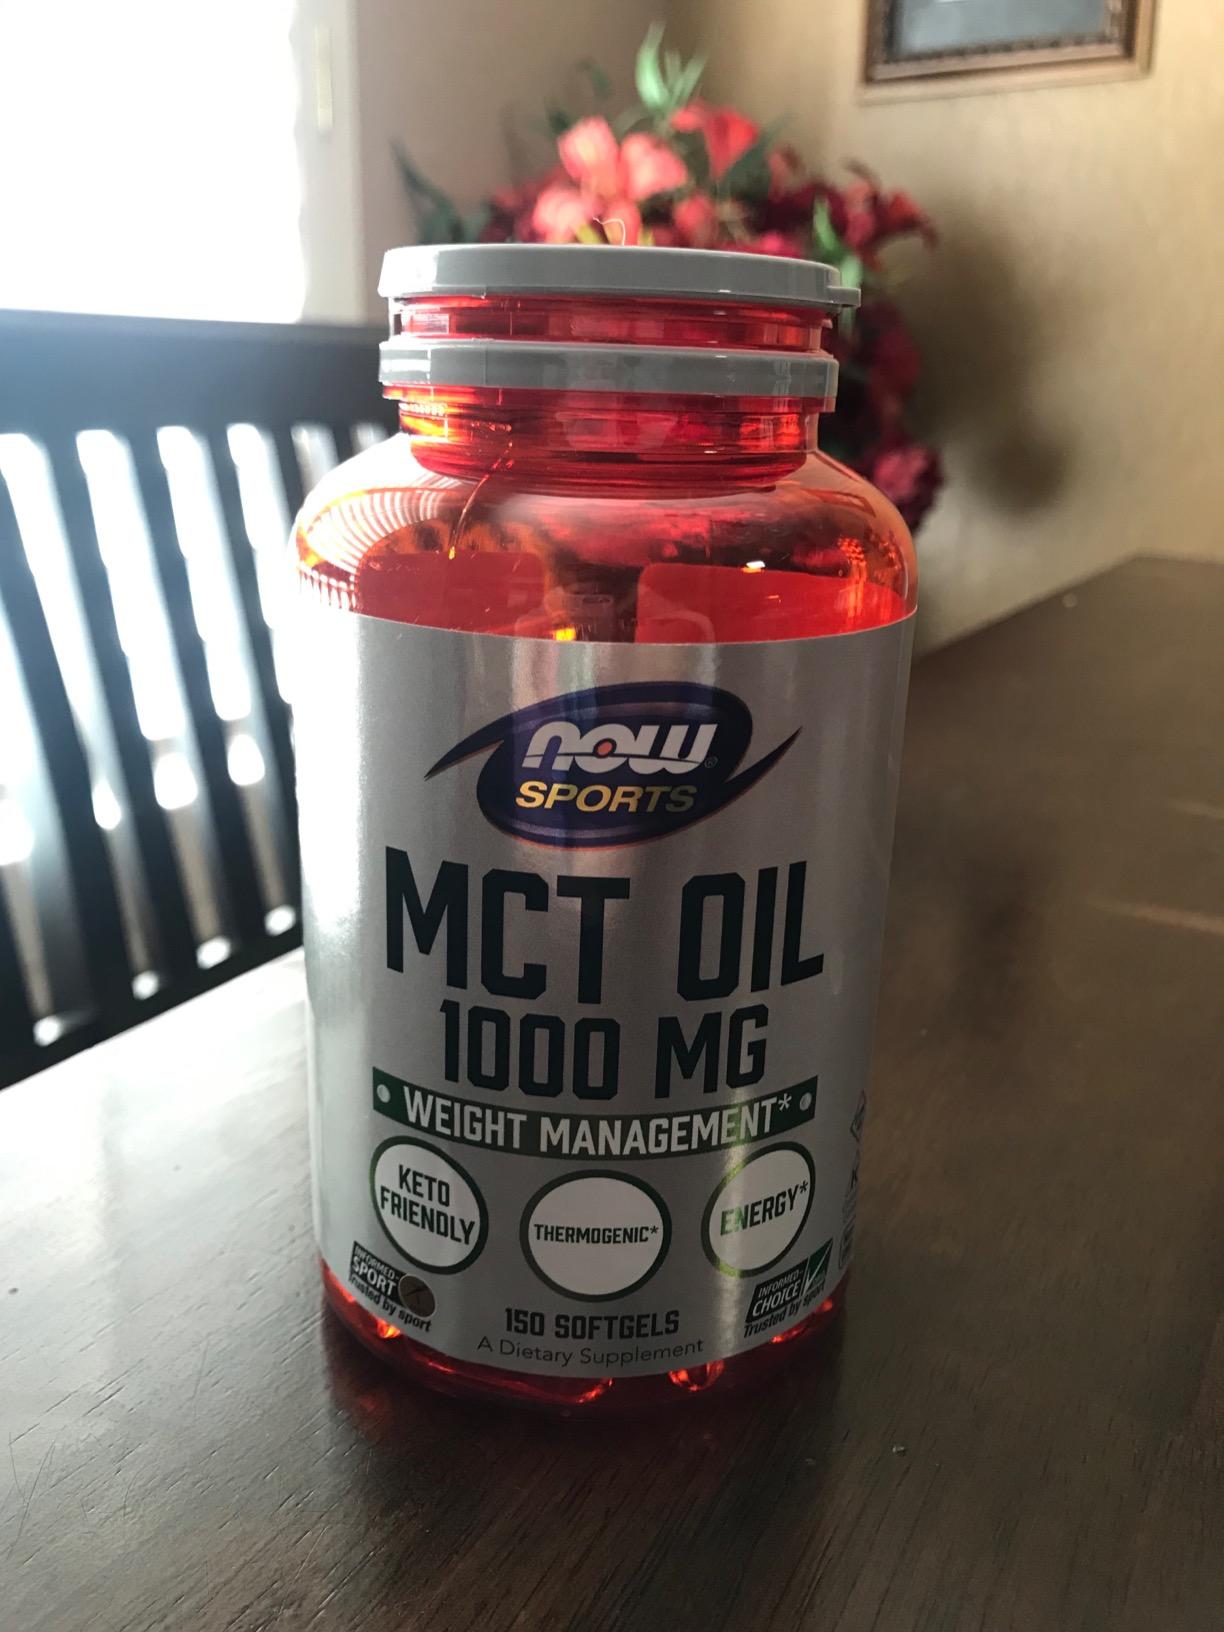 now®
SPORTS
MCT OIL
1000 MG
• WEIGHT MANAGEMENT* •
KETO
FRIENDLY
THERMOGENIC*
ENERGY*
INFORMED-
SPORT
Trusted by sport
INFORMED-
CHOICE
Trusted by sport
150 SOFTGELS
A Dietary Supplement